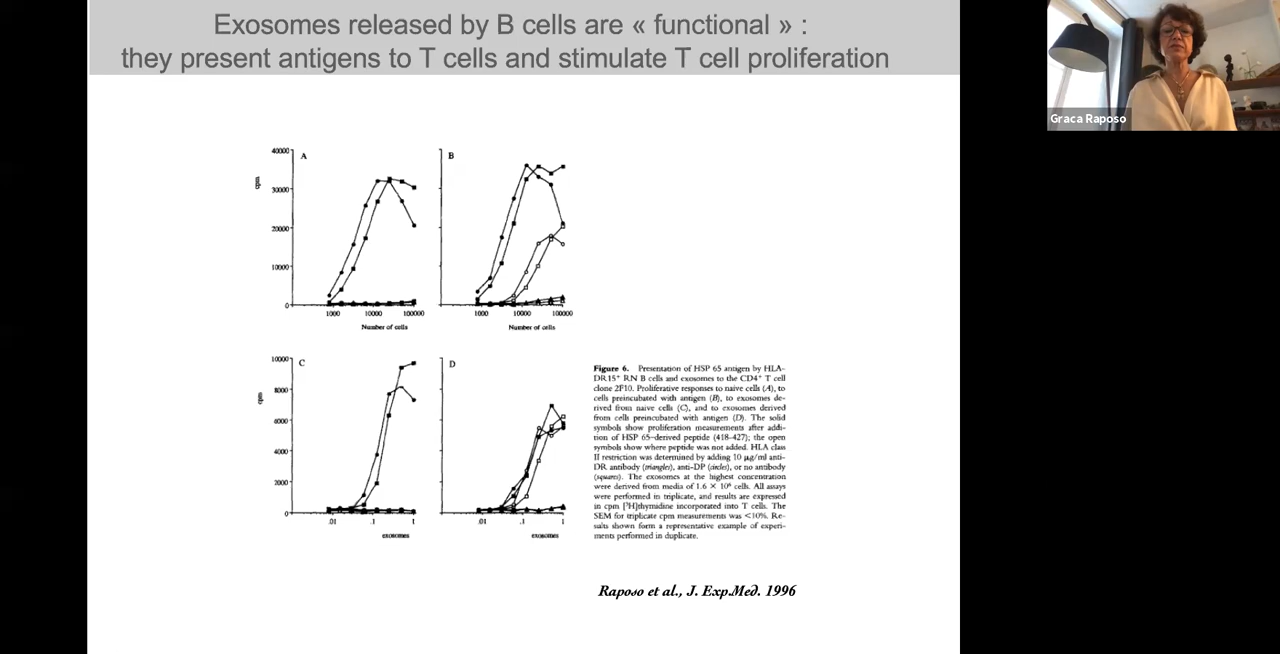 Exosomes released by B cells are « functional » :
they present antigens to T cells and stimulate T cell proliferation
Graca Raposo
A
B
40000
30000
20000
10000
0
cpm
1000
10000
100000
Number of cells
1000
10000
100000
Number of cells
C
D
10000
8000
6000
4000
2000
0
cpm
.01
.1
1
exosomes
.01
.1
1
exosomes
Figure 6. Presentation of HSP 65 antigen by HLA-
DR15+ RN B cells and exosomes to the CD4+ T cell
clone 2F10. Proliferative responses to naive cells (A), to
cells preincubated with antigen (B), to exosomes de-
rived from naive cells (C), and to exosomes derived
from cells preincubated with antigen (D). The solid
symbols show proliferation measurements after addi-
tion of HSP 65–derived peptide (418-427); the open
symbols show where peptide was not added. HLA class
II restriction was determined by adding 10 μg/ml anti-
DR antibody (triangles), anti-DP (circles), or no antibody
(squares). The exosomes at the highest concentration
were derived from media of 1.6 × 10⁶ cells. All assays
were performed in triplicate, and results are expressed
in cpm [³H]thymidine incorporated into T cells. The
SEM for triplicate cpm measurements was <10%. Re-
sults shown form a representative example of experi-
ments performed in duplicate.
Raposo et al., J. Exp.Med. 1996